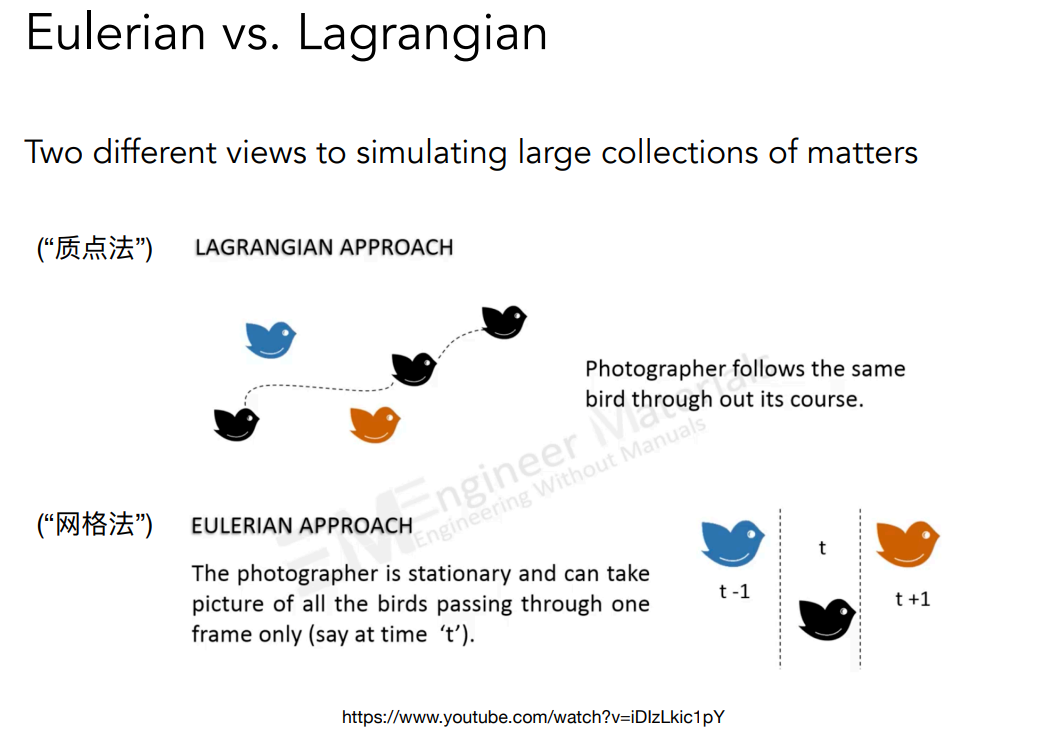 Eulerian vs. Lagrangian
Two different views to simulating large collections of matters
(“质点法”) LAGRANGIAN APPROACH
Photographer follows the same
bird through out its course.
Engineer Materials
Engineering Without Manuals
(“网格法”) EULERIAN APPROACH
The photographer is stationary and can take
picture of all the birds passing through one
frame only (say at time ‘t’).
t -1
t
t +1
https://www.youtube.com/watch?v=iDIzLkic1pY